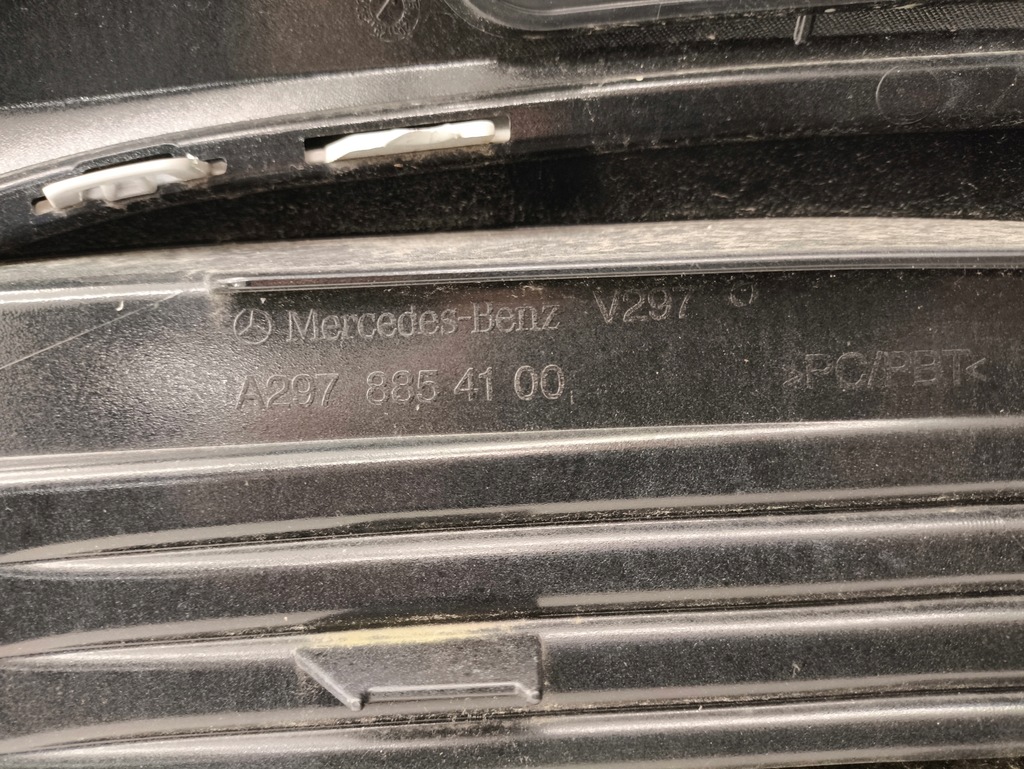 Mercedes-Benz V297
A297 885 41 00
>PC/PBT<